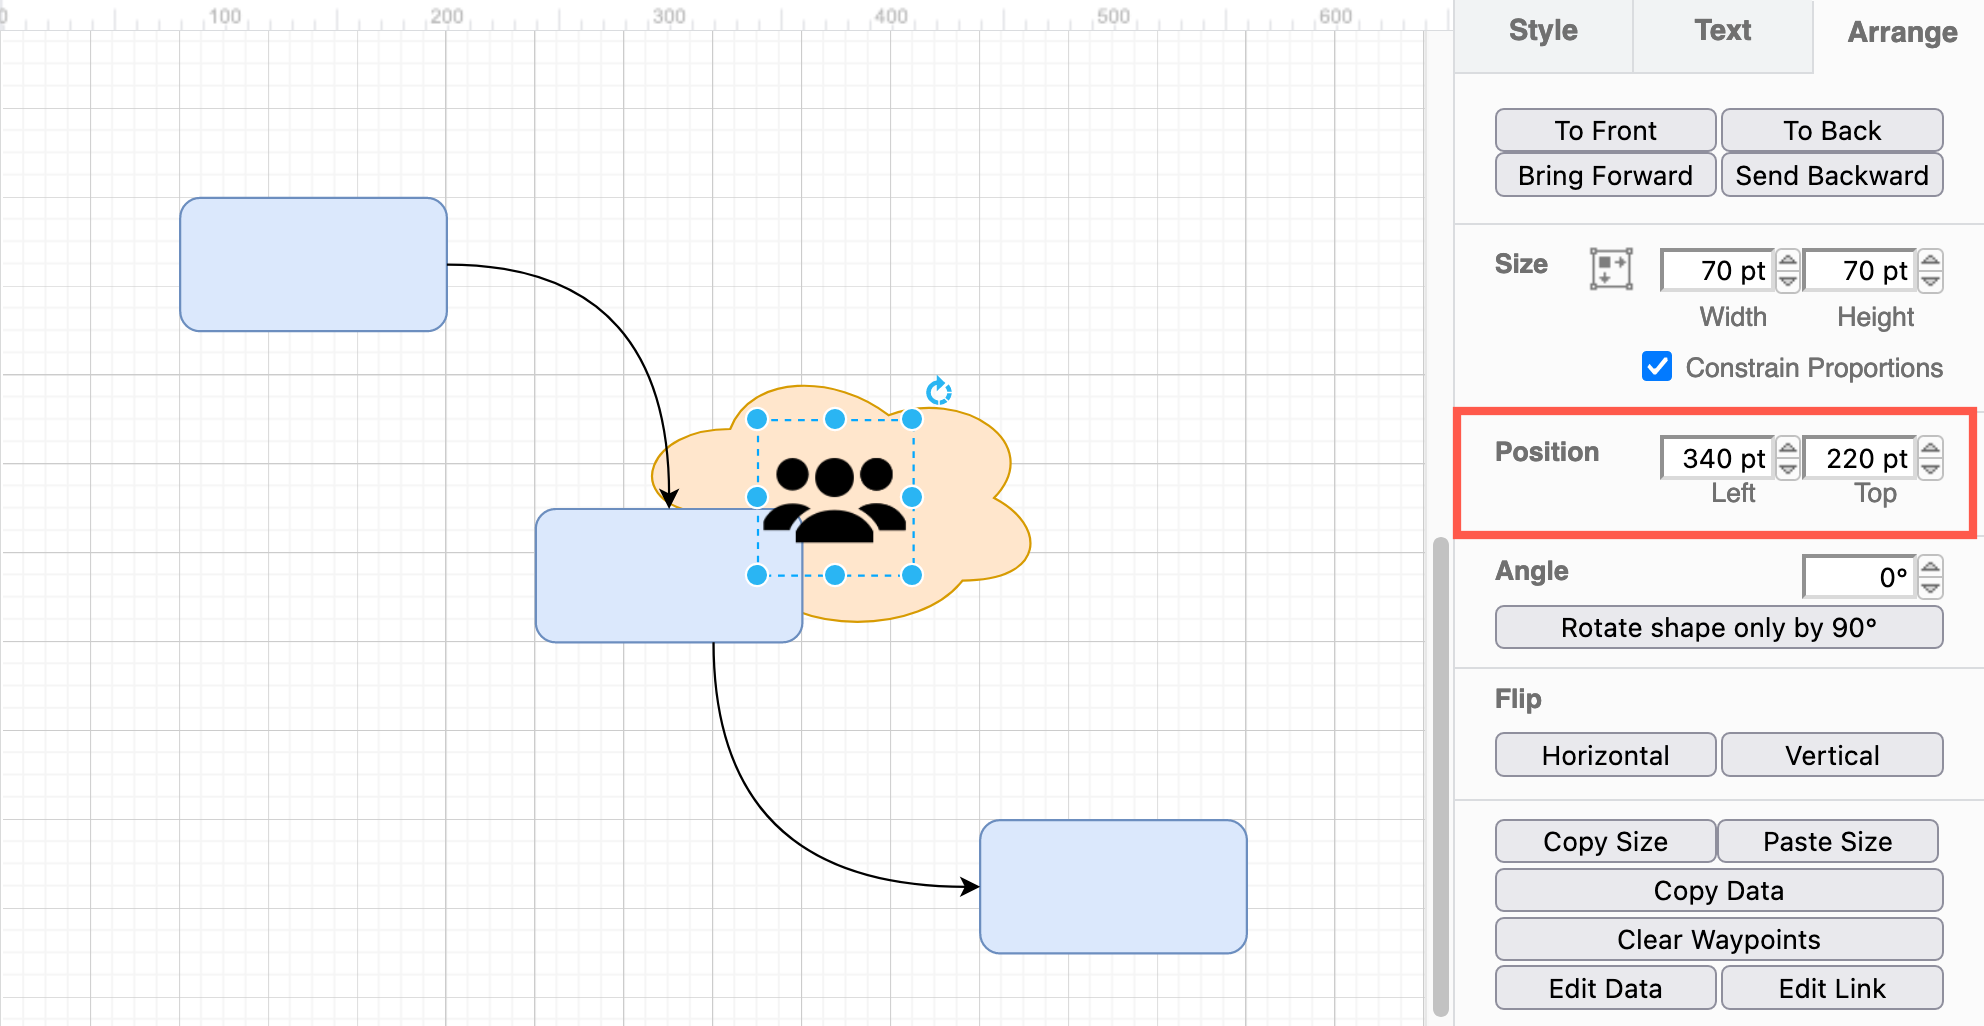 0 100 200 300 400 500 600
Style Text Arrange
To Front To Back
Bring Forward Send Backward
Size 70 pt 70 pt
Width Height
Constrain Proportions
Position 340 pt 220 pt
Left Top
Angle 0°
Rotate shape only by 90°
Flip
Horizontal Vertical
Copy Size Paste Size
Copy Data
Clear Waypoints
Edit Data Edit Link